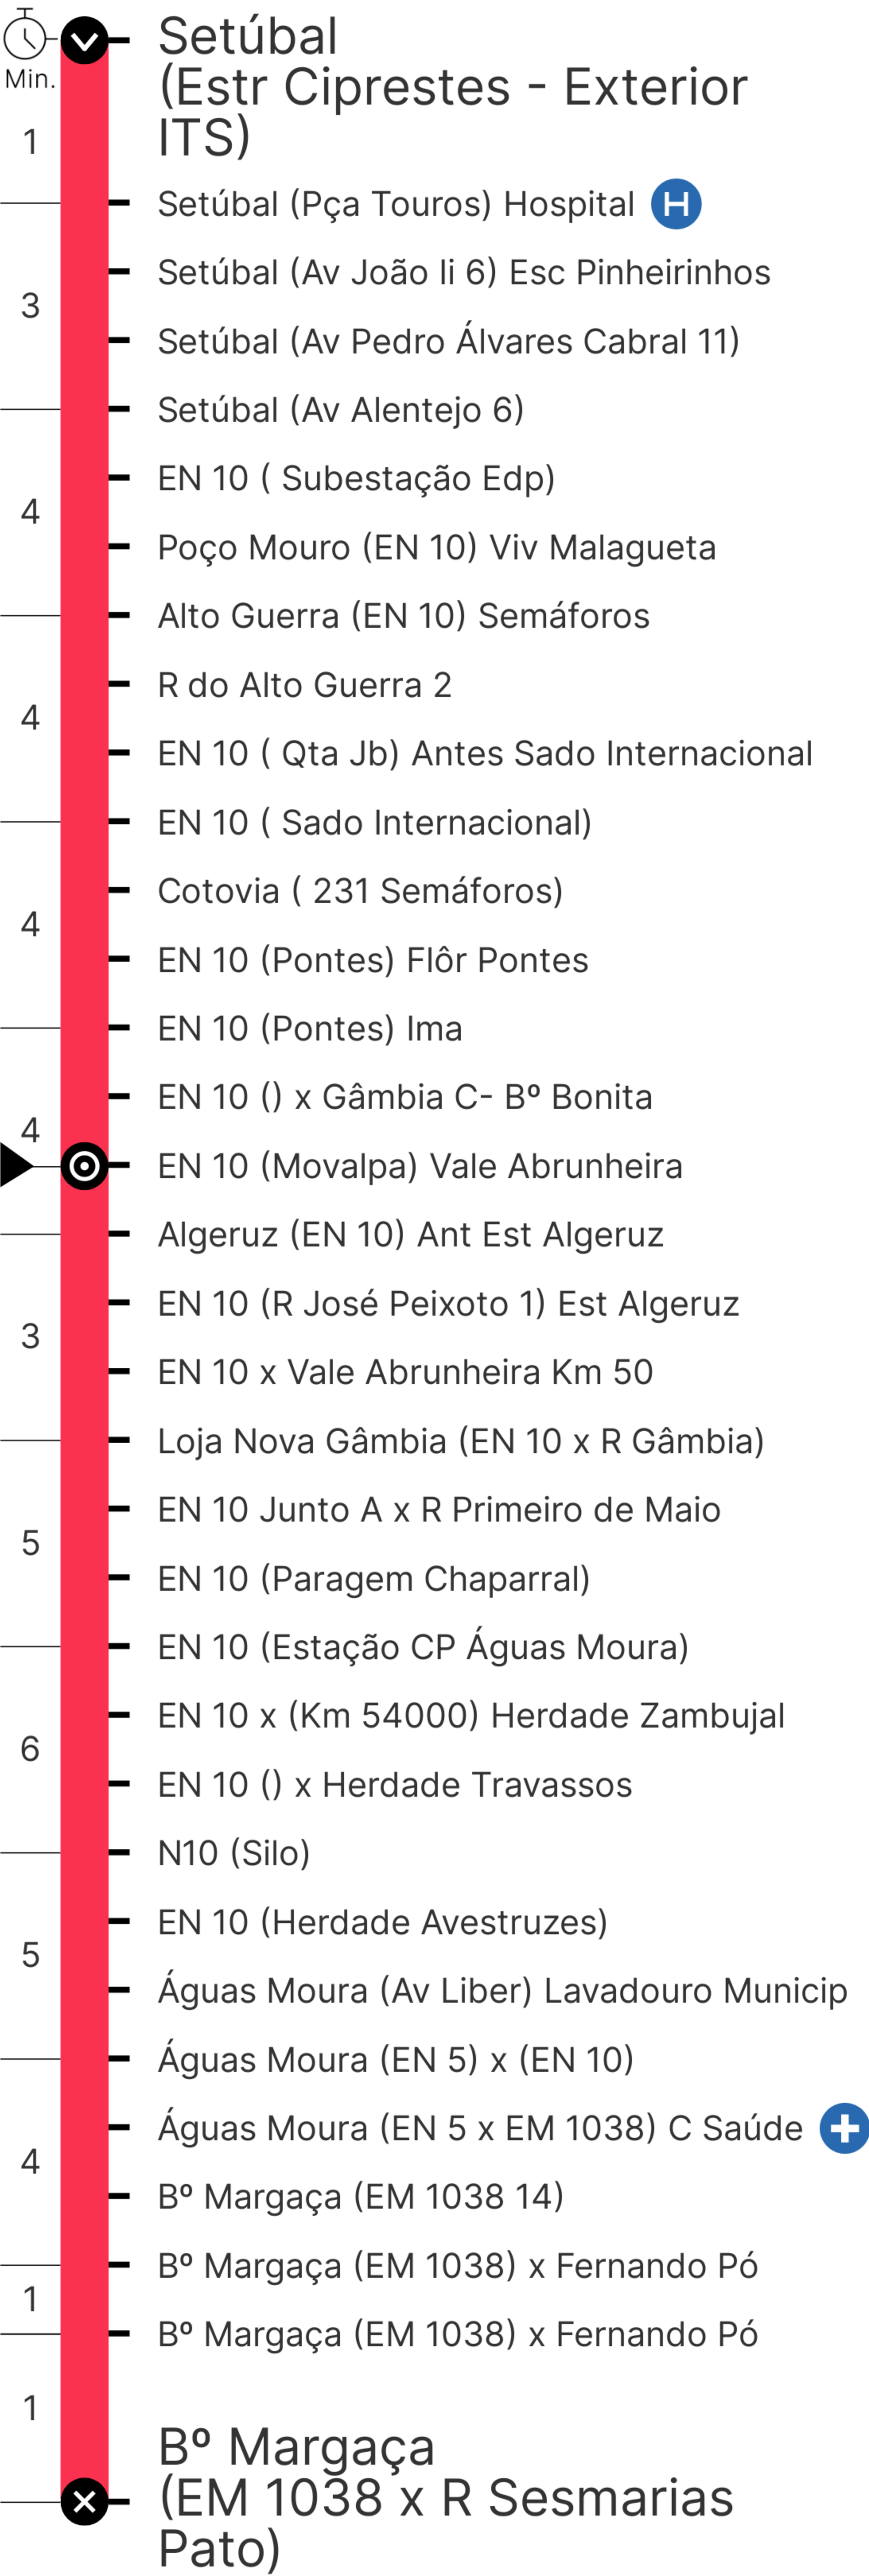 Min.
Setúbal
(Estr Ciprestes - Exterior
ITS)
1
Setúbal (Pça Touros) Hospital H
Setúbal (Av João Ii 6) Esc Pinheirinhos
3
Setúbal (Av Pedro Álvares Cabral 11)
Setúbal (Av Alentejo 6)
EN 10 ( Subestação Edp)
4
Poço Mouro (EN 10) Viv Malagueta
Alto Guerra (EN 10) Semáforos
R do Alto Guerra 2
4
EN 10 ( Qta Jb) Antes Sado Internacional
EN 10 ( Sado Internacional)
Cotovia ( 231 Semáforos)
4
EN 10 (Pontes) Flôr Pontes
EN 10 (Pontes) Ima
EN 10 () x Gâmbia C- Bº Bonita
4
EN 10 (Movalpa) Vale Abrunheira
Algeruz (EN 10) Ant Est Algeruz
EN 10 (R José Peixoto 1) Est Algeruz
3
EN 10 x Vale Abrunheira Km 50
Loja Nova Gâmbia (EN 10 x R Gâmbia)
EN 10 Junto A x R Primeiro de Maio
5
EN 10 (Paragem Chaparral)
EN 10 (Estação CP Águas Moura)
EN 10 x (Km 54000) Herdade Zambujal
6
EN 10 () x Herdade Travassos
N10 (Silo)
EN 10 (Herdade Avestruzes)
5
Águas Moura (Av Liber) Lavadouro Municip
Águas Moura (EN 5) x (EN 10)
Águas Moura (EN 5 x EM 1038) C Saúde
4
Bº Margaça (EM 1038 14)
Bº Margaça (EM 1038) x Fernando Pó
1
Bº Margaça (EM 1038) x Fernando Pó
1
Bº Margaça
(EM 1038 x R Sesmarias
Pato)